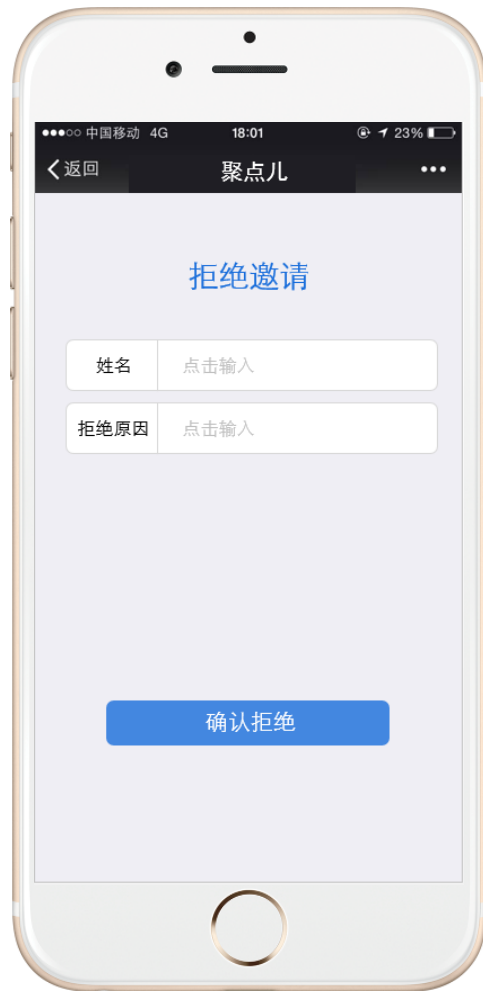 ●●●○○ 中国移动 4G 18:01 23%
返回 聚点儿 •••
拒绝邀请
姓名 点击输入
拒绝原因 点击输入
确认拒绝